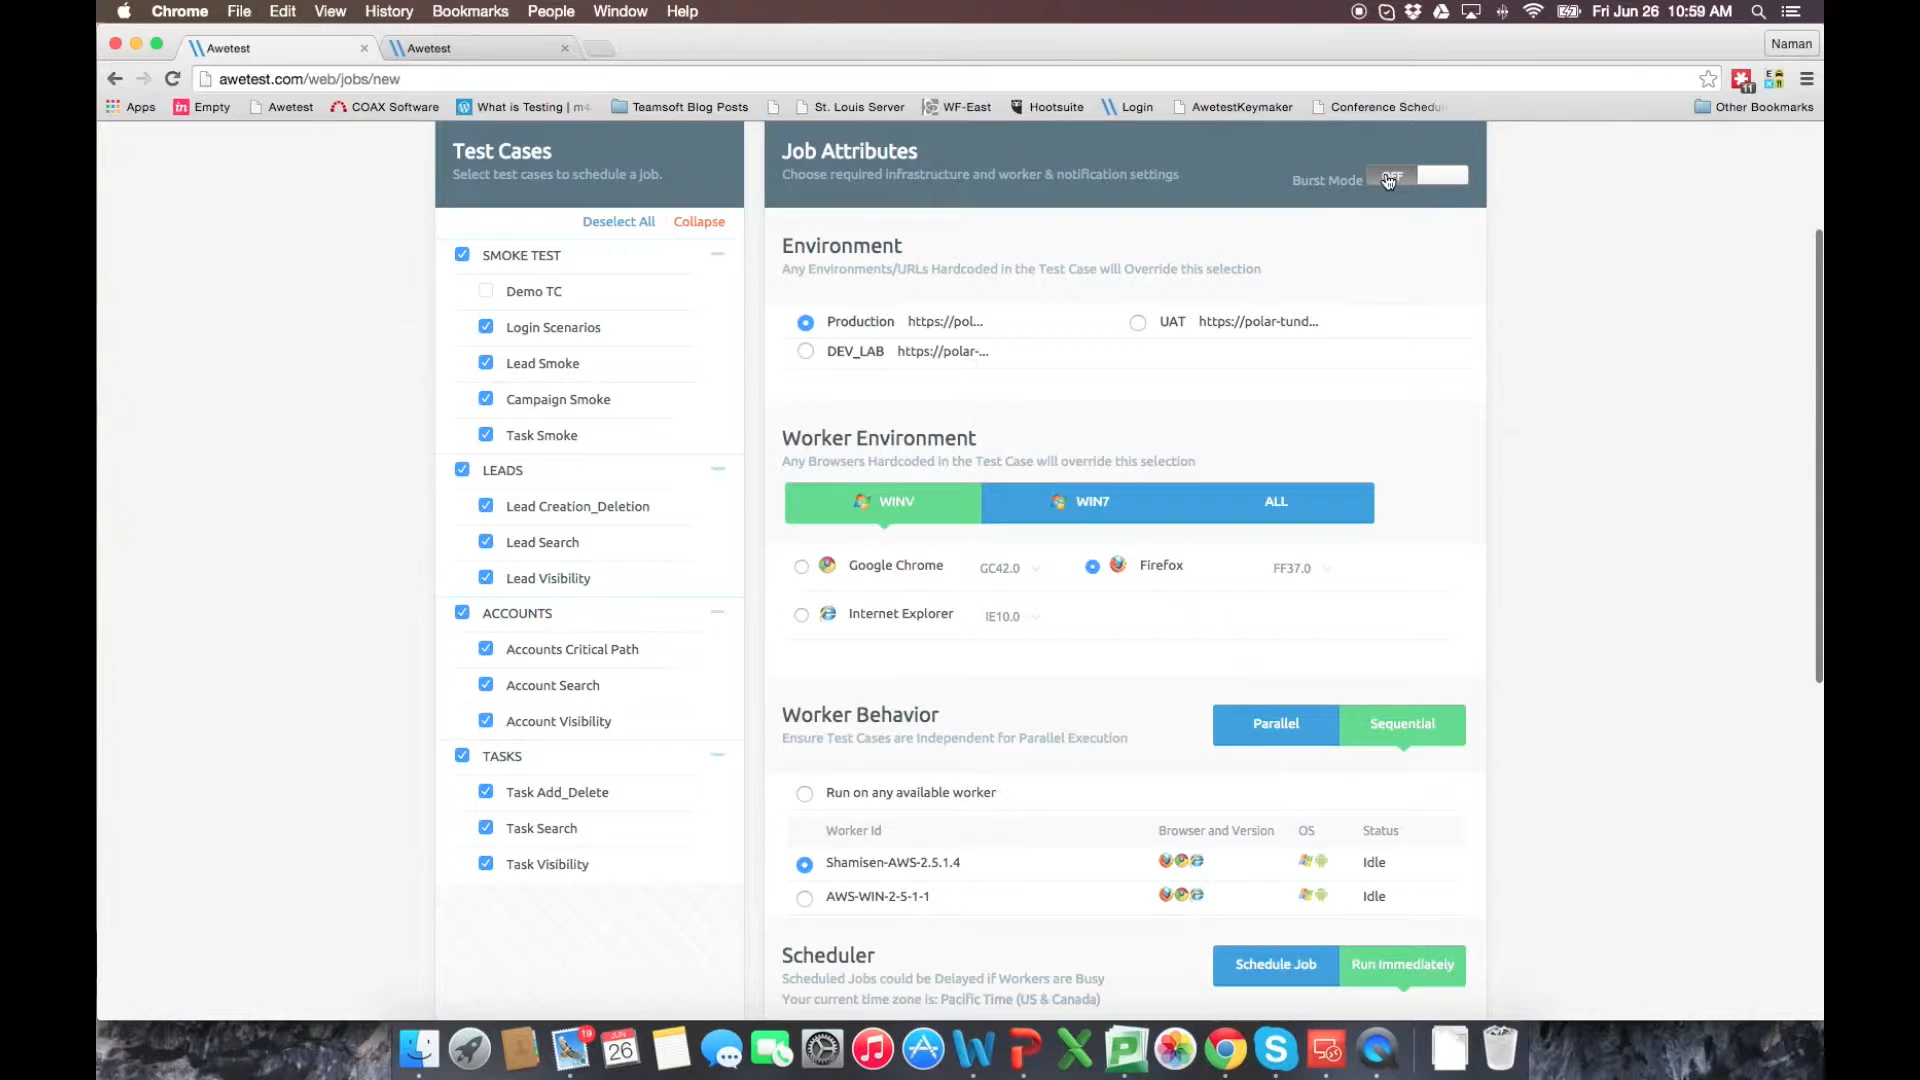 Chrome File Edit View History Bookmarks People Window Help Fri Jun 26 10:59 AM
Awetest Awetest Naman
awetest.com/web/jobs/new 11
Apps Empty Awetest COAX Software What is Testing | m4 Teamsoft Blog Posts St. Louis Server WF-East Hootsuite Login AwetestKeymaker Conference Schedul Other Bookmarks
Test Cases
Select test cases to schedule a job.
Deselect All Collapse
SMOKE TEST
Demo TC
Login Scenarios
Lead Smoke
Campaign Smoke
Task Smoke
LEADS
Lead Creation_Deletion
Lead Search
Lead Visibility
ACCOUNTS
Accounts Critical Path
Account Search
Account Visibility
TASKS
Task Add_Delete
Task Search
Task Visibility
Job Attributes
Choose required infrastructure and worker & notification settings
Burst Mode OFF
Environment
Any Environments/URLs Hardcoded in the Test Case will Override this selection
Production https://pol... UAT https://polar-tund...
DEV_LAB https://polar-...
Worker Environment
Any Browsers Hardcoded in the Test Case will override this selection
WINV WIN7 ALL
Google Chrome GC42.0 Firefox FF37.0
Internet Explorer IE10.0
Worker Behavior Parallel Sequential
Ensure Test Cases are Independent for Parallel Execution
Run on any available worker
Worker Id Browser and Version OS Status
Shamisen-AWS-2.5.1.4 Idle
AWS-WIN-2-5-1-1 Idle
Scheduler Schedule Job Run Immediately
Scheduled Jobs could be Delayed if Workers are Busy
Your current time zone is: Pacific Time (US & Canada)
19 JUN 26